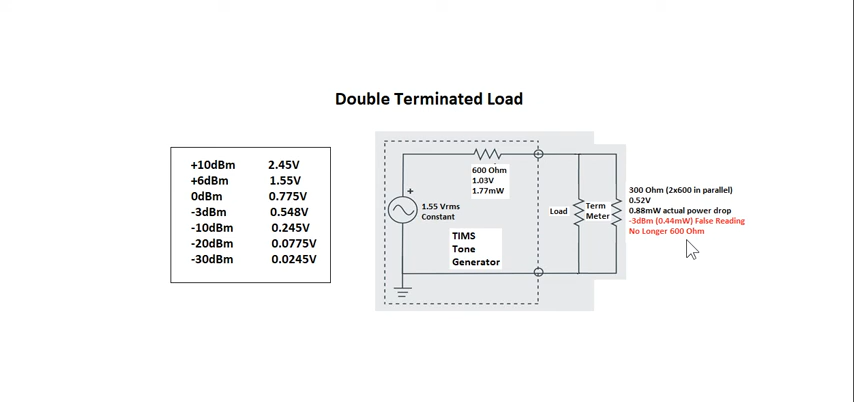 Double Terminated Load
+10dBm 2.45V
+6dBm 1.55V
0dBm 0.775V
-3dBm 0.548V
-10dBm 0.245V
-20dBm 0.0775V
-30dBm 0.0245V
+
1.55 Vrms
Constant
600 Ohm
1.03V
1.77mW
TIMS
Tone
Generator
Load
Term
Meter
300 Ohm (2x600 in parallel)
0.52V
0.88mW actual power drop
-3dBm (0.44mW) False Reading
No Longer 600 Ohm